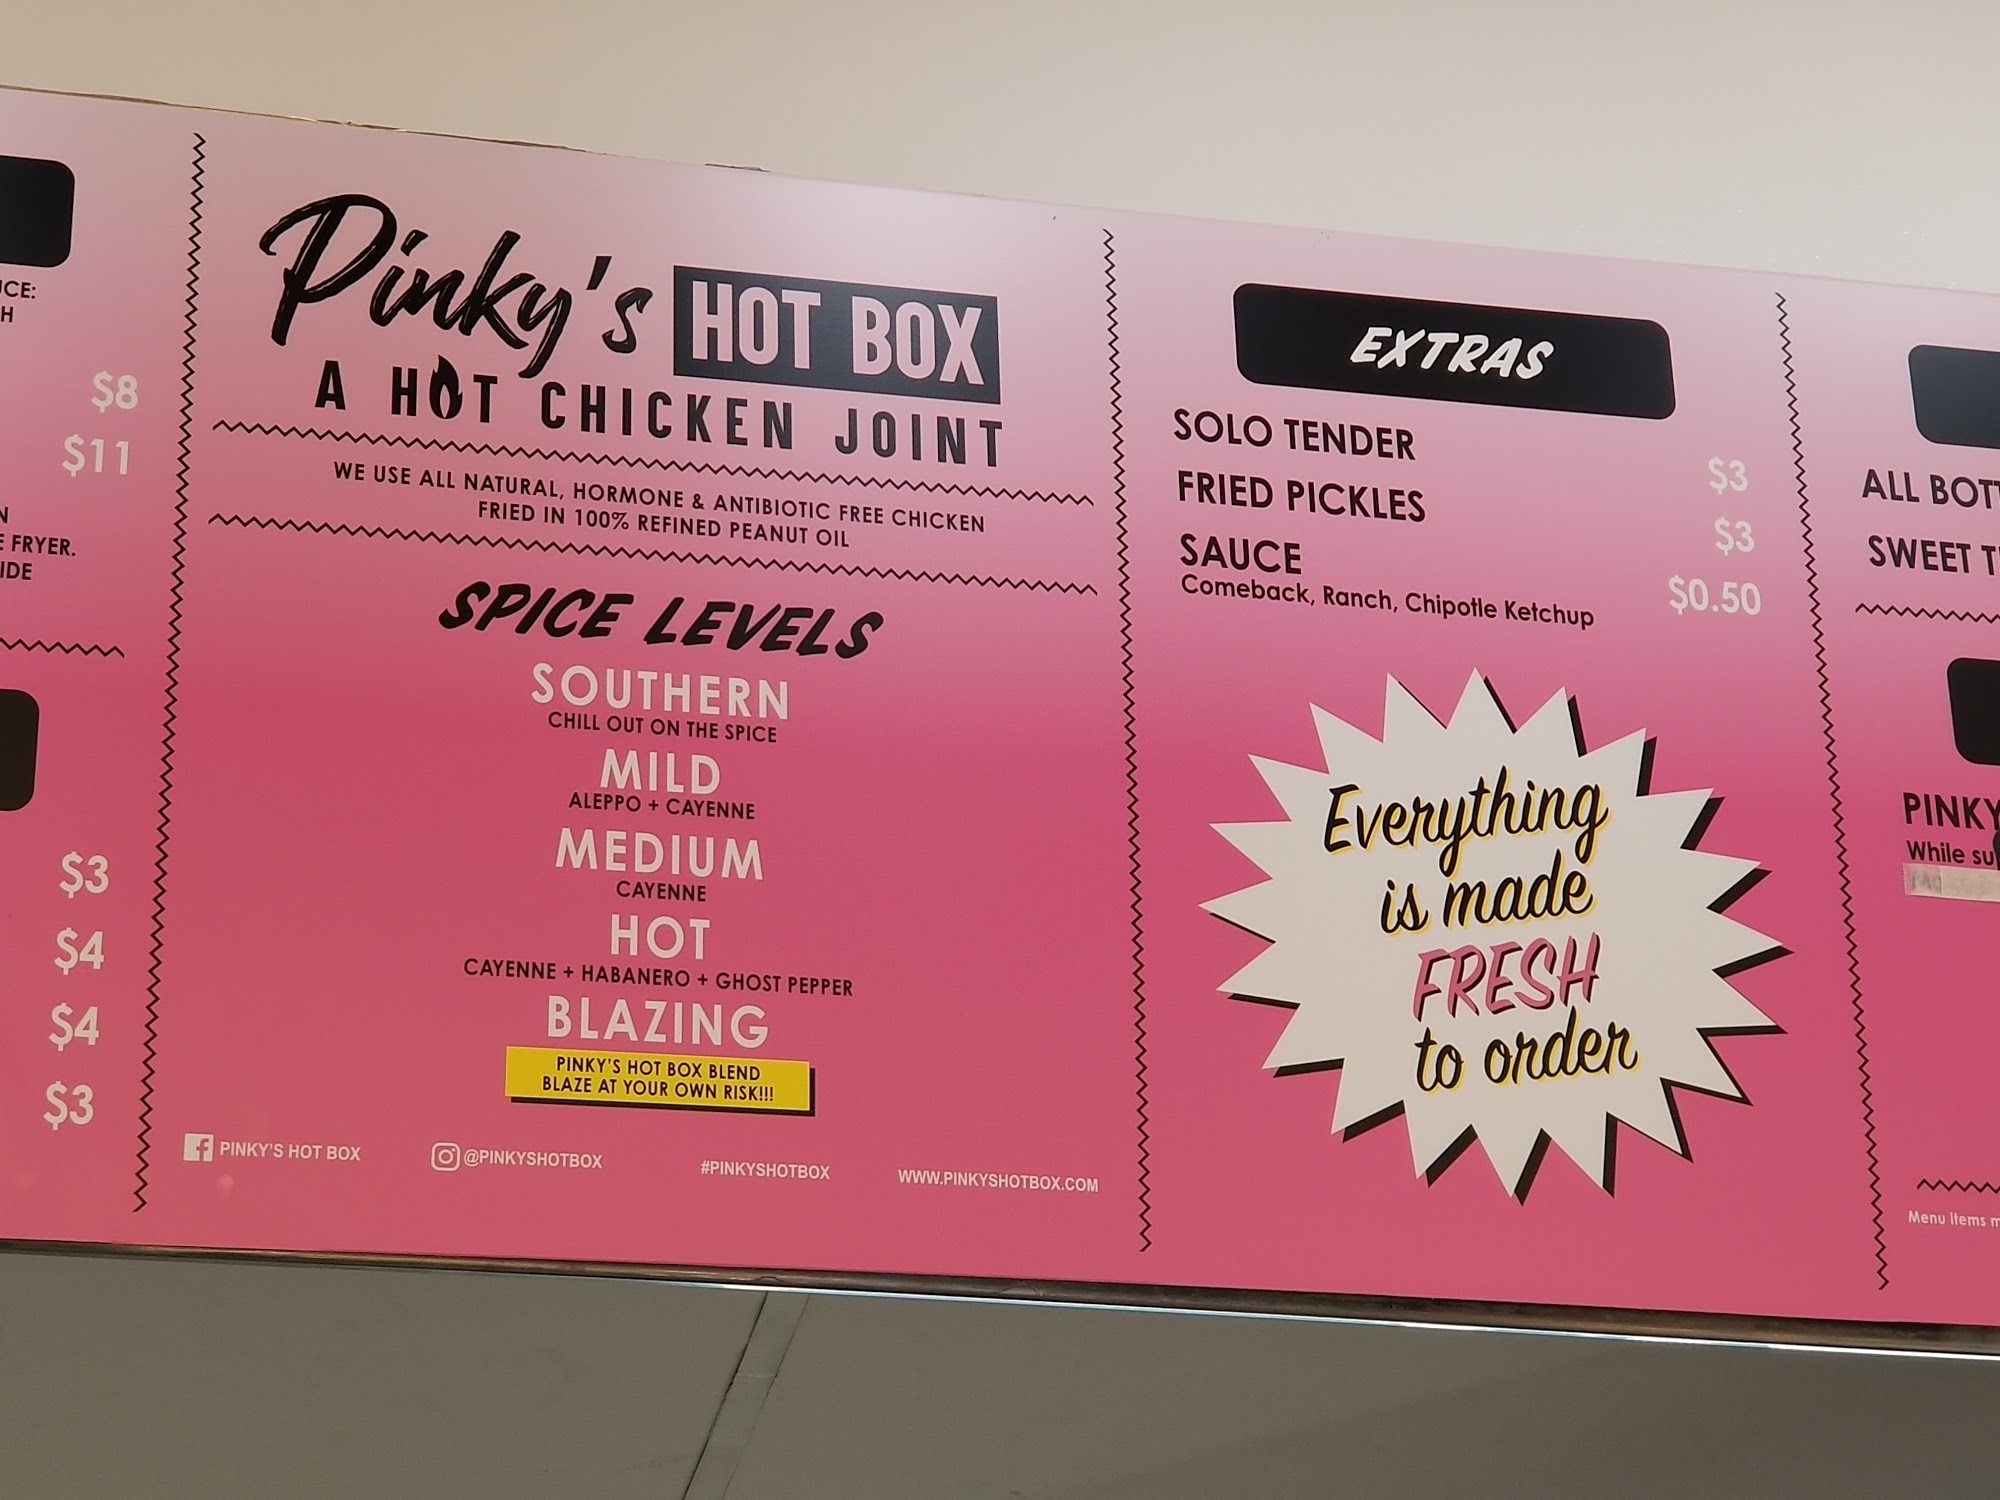 UCE:
H
$8
$11
N
E FRYER.
IDE
$3
$4
$4
$3
Pinky's HOT BOX
A HOT CHICKEN JOINT
WE USE ALL NATURAL, HORMONE & ANTIBIOTIC FREE CHICKEN
FRIED IN 100% REFINED PEANUT OIL
SPICE LEVELS
SOUTHERN
CHILL OUT ON THE SPICE
MILD
ALEPPO + CAYENNE
MEDIUM
CAYENNE
HOT
CAYENNE + HABANERO + GHOST PEPPER
BLAZING
PINKY'S HOT BOX BLEND
BLAZE AT YOUR OWN RISK!!!
PINKY'S HOT BOX @PINKYSHOTBOX #PINKYSHOTBOX WWW.PINKYSHOTBOX.COM
EXTRAS
SOLO TENDER $3
FRIED PICKLES $3
SAUCE $0.50
Comeback, Ranch, Chipotle Ketchup
Everything
is made
FRESH
to order
ALL BOTT
SWEET T
PINKY
While su
Menu items m